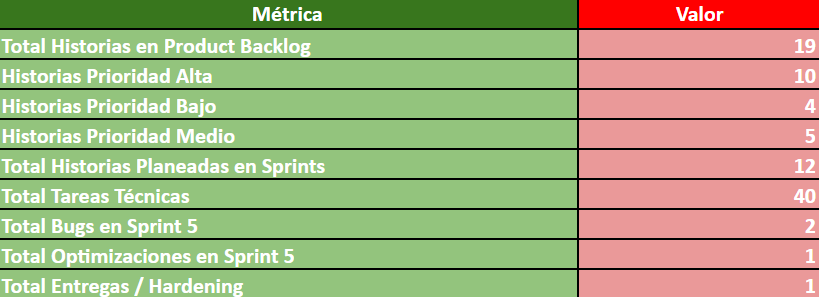 Métrica Valor
Total Historias en Product Backlog 19
Historias Prioridad Alta 10
Historias Prioridad Bajo 4
Historias Prioridad Medio 5
Total Historias Planeadas en Sprints 12
Total Tareas Técnicas 40
Total Bugs en Sprint 5 2
Total Optimizaciones en Sprint 5 1
Total Entregas / Hardening 1